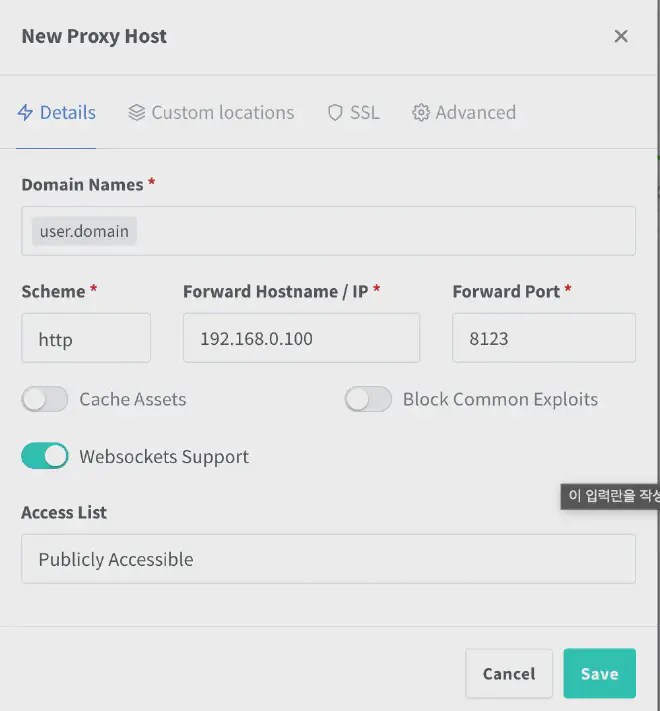 New Proxy Host
Details Custom locations SSL Advanced
Domain Names *
user.domain
Scheme * Forward Hostname / IP * Forward Port *
http 192.168.0.100 8123
Cache Assets Block Common Exploits
Websockets Support
이 입력란을 작성
Access List
Publicly Accessible
Cancel Save